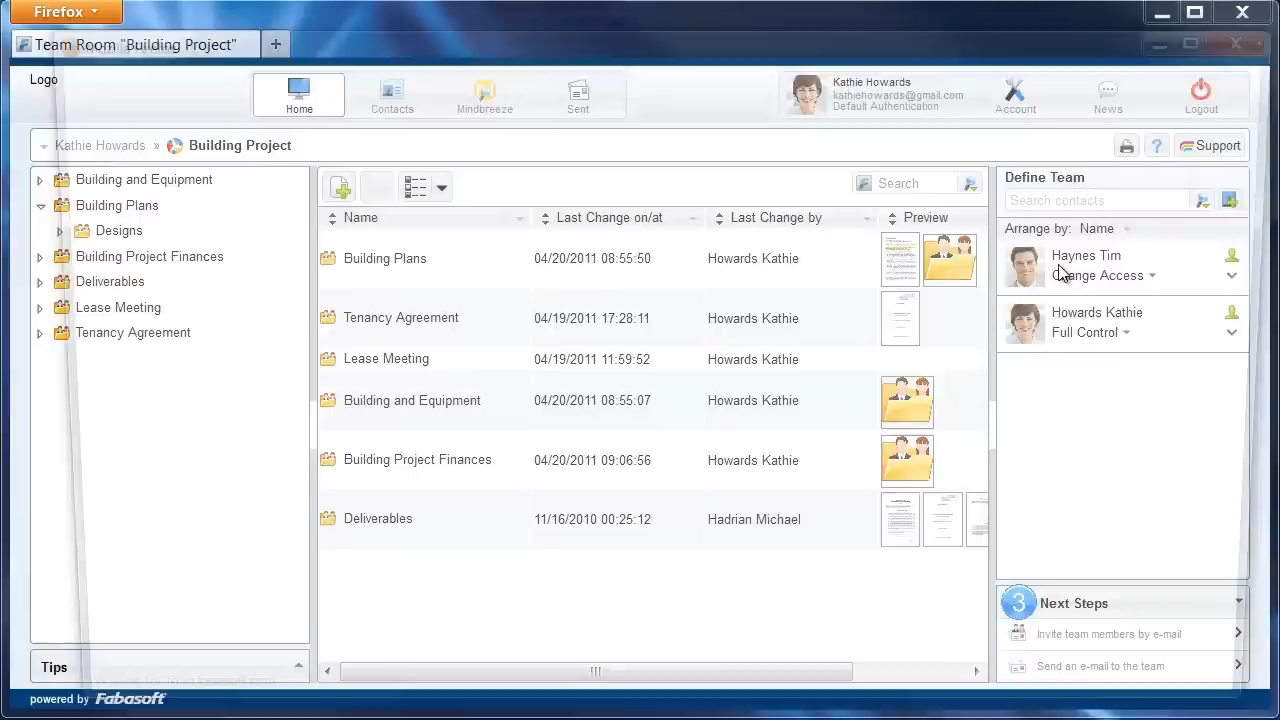 Firefox
Team Room "Building Project"
Logo
Home
Contacts
Mindbreeze
Sent
Kathie Howards
kathiehowards@gmail.com
Default Authentication
Account
News
Logout
Kathie Howards » Building Project
Support
Building and Equipment
Building Plans
Designs
Building Project Finances
Deliverables
Lease Meeting
Tenancy Agreement
Tips
Search
Name Last Change on/at Last Change by Preview
Building Plans 04/20/2011 08:55:50 Howards Kathie
Tenancy Agreement 04/19/2011 17:28:11 Howards Kathie
Lease Meeting 04/19/2011 11:59:52 Howards Kathie
Building and Equipment 04/20/2011 08:55:07 Howards Kathie
Building Project Finances 04/20/2011 09:06:56 Howards Kathie
Deliverables 11/16/2010 00:25:12 Hadrian Michael
Define Team
Search contacts
Arrange by: Name
Haynes Tim
Change Access
Howards Kathie
Full Control
3 Next Steps
Invite team members by e-mail
Send an e-mail to the team
powered by Fabasoft